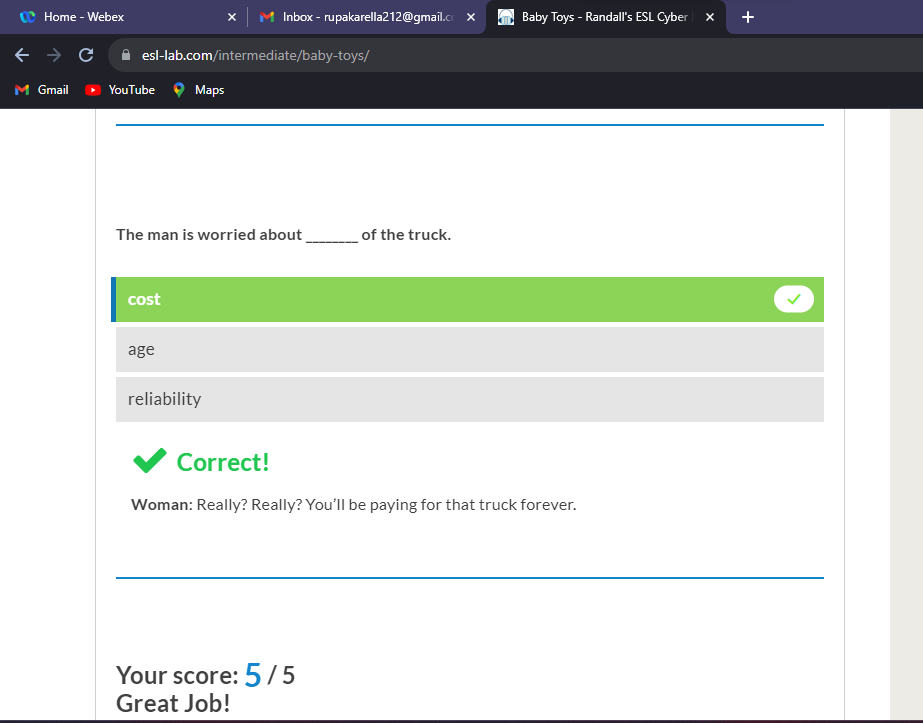 Home - Webex
Inbox - rupakarella212@gmail.c
Baby Toys - Randall's ESL Cyber
esl-lab.com/intermediate/baby-toys/
Gmail YouTube Maps
The man is worried about ________ of the truck.
cost
age
reliability
Correct!
Woman: Really? Really? You’ll be paying for that truck forever.
Your score: 5 / 5
Great Job!